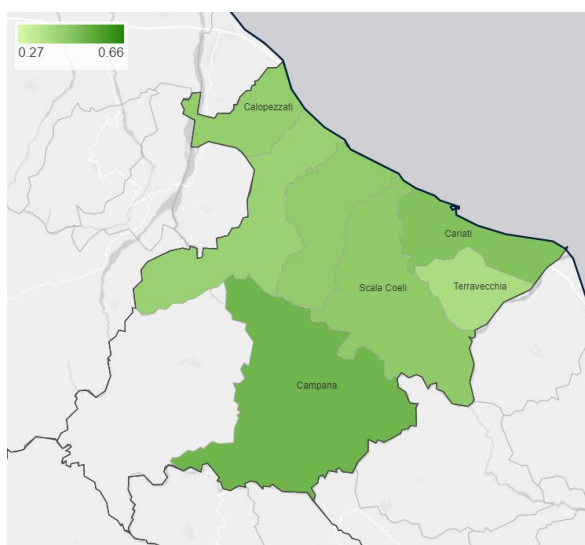 0.27 0.66
Calopezzati
Cariati
Scala Coeli
Terravecchia
Campana